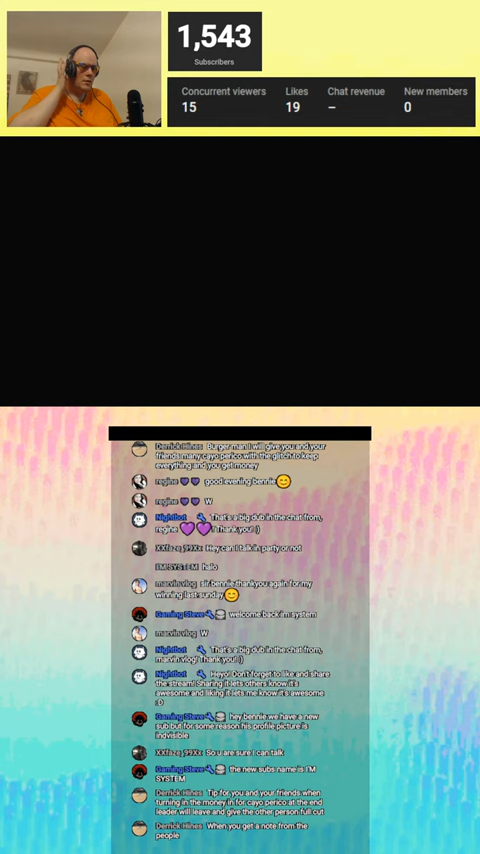 1,543
Subscribers
Concurrent viewers
15
Likes
19
Chat revenue
–
New members
0
Derrick Hines burger man I will give you and your
friends many cayo perico with the glitch to keep
everything and you get money
regine 💜💜 good evening bennie 😊
regine 💜💜 W
Nightbot 🔧 That's a big dub in the chat from,
regine 💜💜! Thank you! :)
XXfaze_99Xx Hey can I talk in party or not
I'M SYSTEM halo
marvin vlog sir bennie thankyou again for my
winning last sunday 😊
Gaming Steve welcome back im system
marvin vlog W
Nightbot 🔧 That's a big dub in the chat from,
marvin vlog! Thank you! :)
Nightbot 🔧 Heyo! Don't forget to like and share
the stream! Sharing it lets others know it's
awesome and liking it lets me know it's awesome
:D
Gaming Steve hey bennie we have a new
sub but for some reason his profile picture is
indvisible
XXfaze_99Xx So u are sure I can talk
Gaming Steve the new subs name is I'M
SYSTEM
Derrick Hines Tip for you and your friends when
turning in the money in for cayo perico at the end
leader will leave and give the other person full cut
Derrick Hines When you get a note from the
people